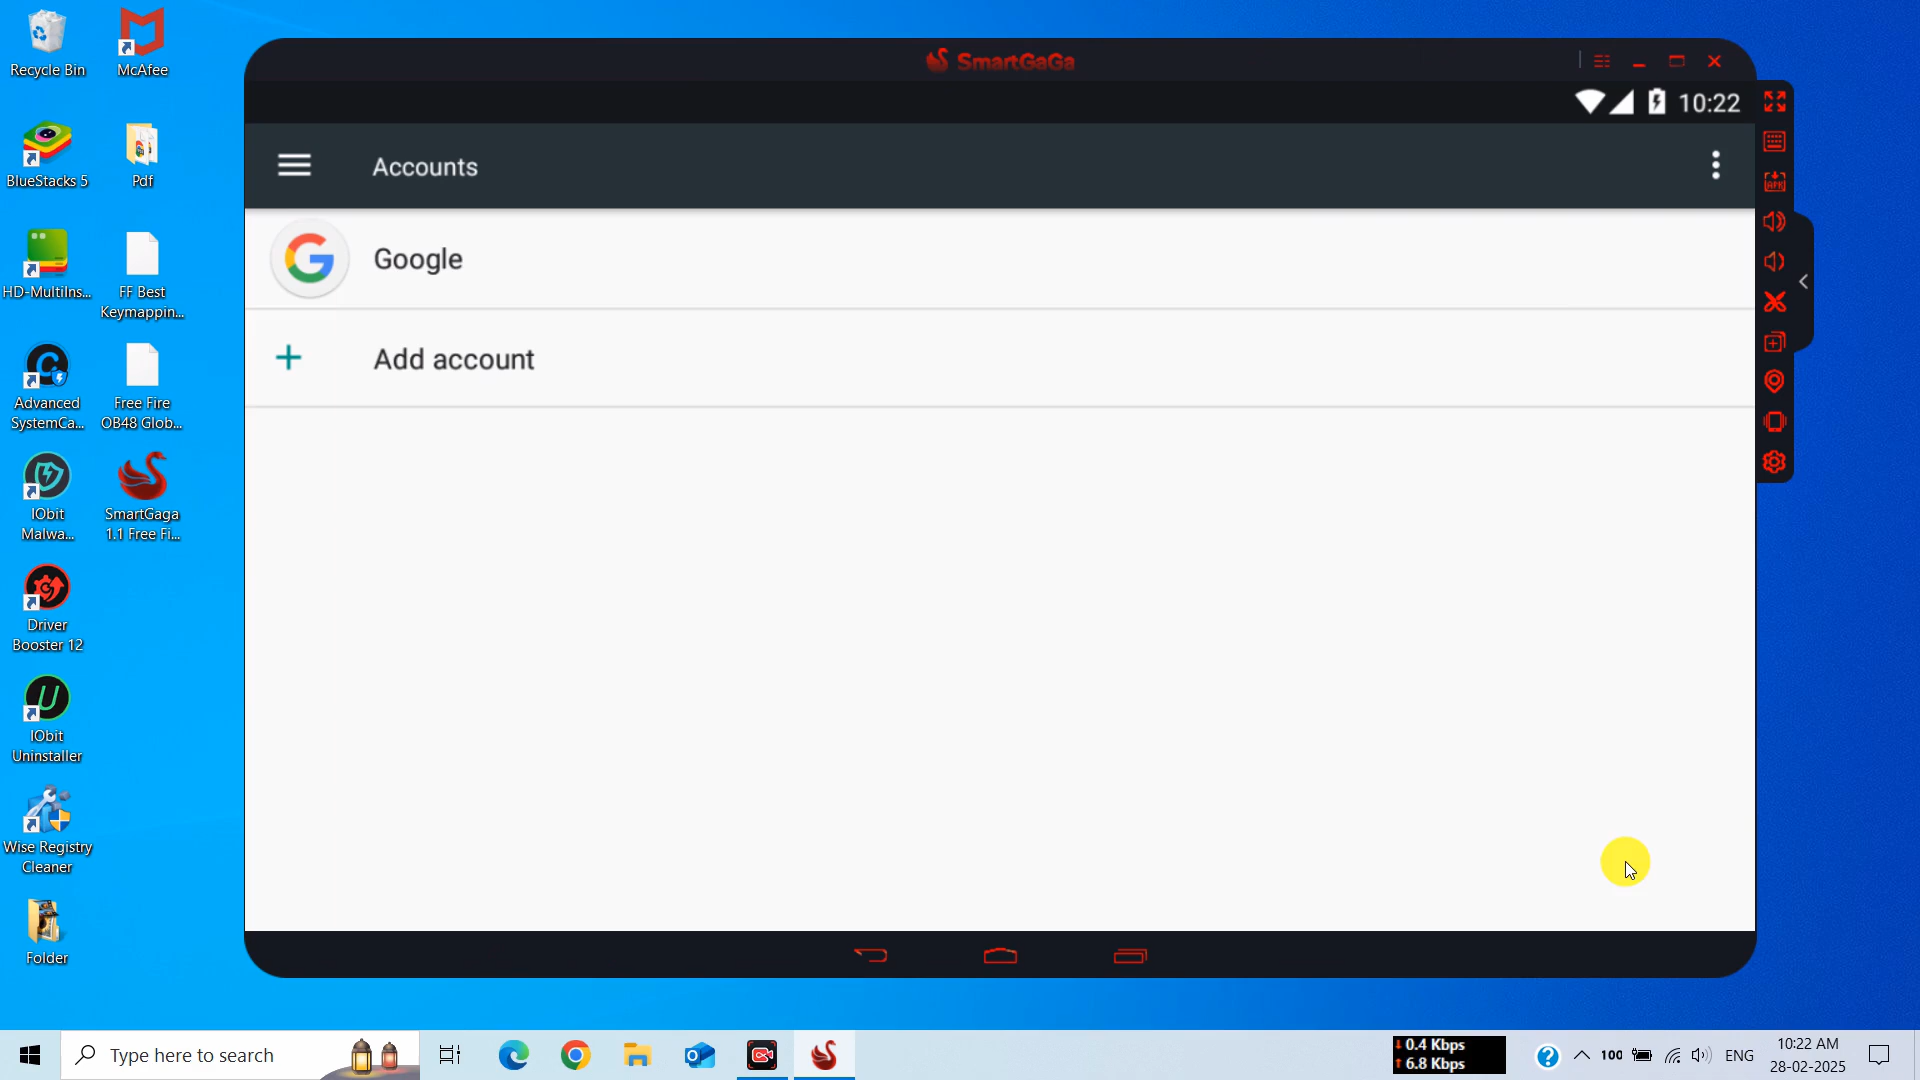 Recycle Bin
McAfee
BlueStacks 5
Pdf
HD-MultiIns...
FF Best
Keymappin...
Advanced
SystemCa...
Free Fire
OB48 Glob...
IObit
Malwa...
SmartGaga
1.1 Free Fi...
Driver
Booster 12
IObit
Uninstaller
Wise Registry
Cleaner
Folder
SmartGaGa
10:22
Accounts
Google
Add account
APK
Type here to search
0.4 Kbps
6.8 Kbps
100
ENG
10:22 AM
28-02-2025